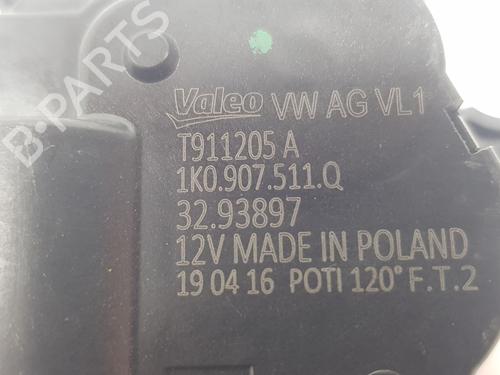 B-PARTS
Valeo VW AG VL1
T911205 A
1K0.907.511.Q
32.93897
12V MADE IN POLAND
19 04 16 POTI 120° F.T.2